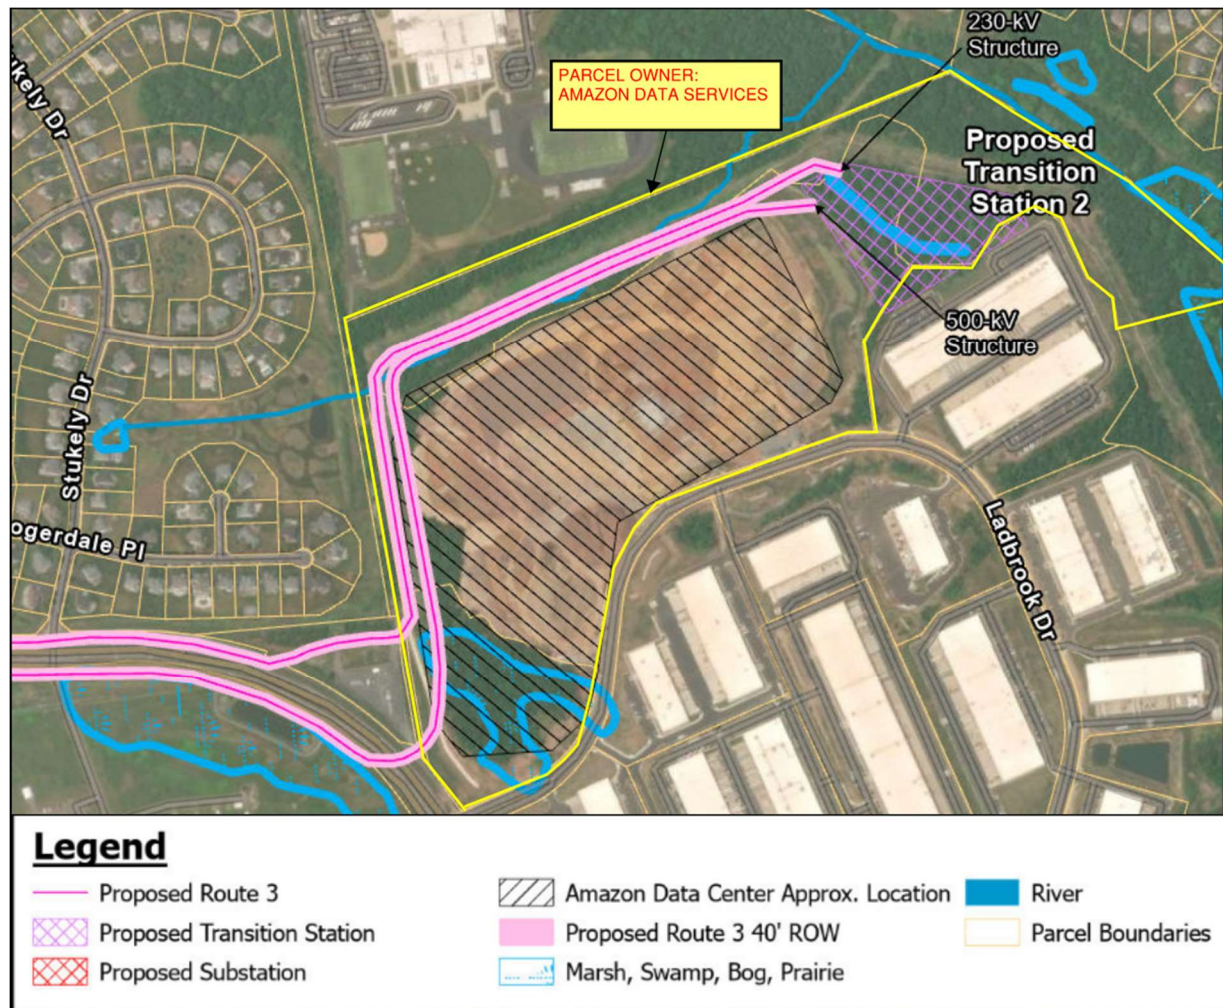 230-kV
Structure
PARCEL OWNER:
AMAZON DATA SERVICES
Proposed
Transition
Station 2
500-kV
Structure
Stukely Dr
Ladbrook Dr
Legend
Proposed Route 3
Proposed Transition Station
Proposed Substation
Amazon Data Center Approx. Location
Proposed Route 3 40' ROW
Marsh, Swamp, Bog, Prairie
River
Parcel Boundaries
ukely Dr
ogerdale Pl